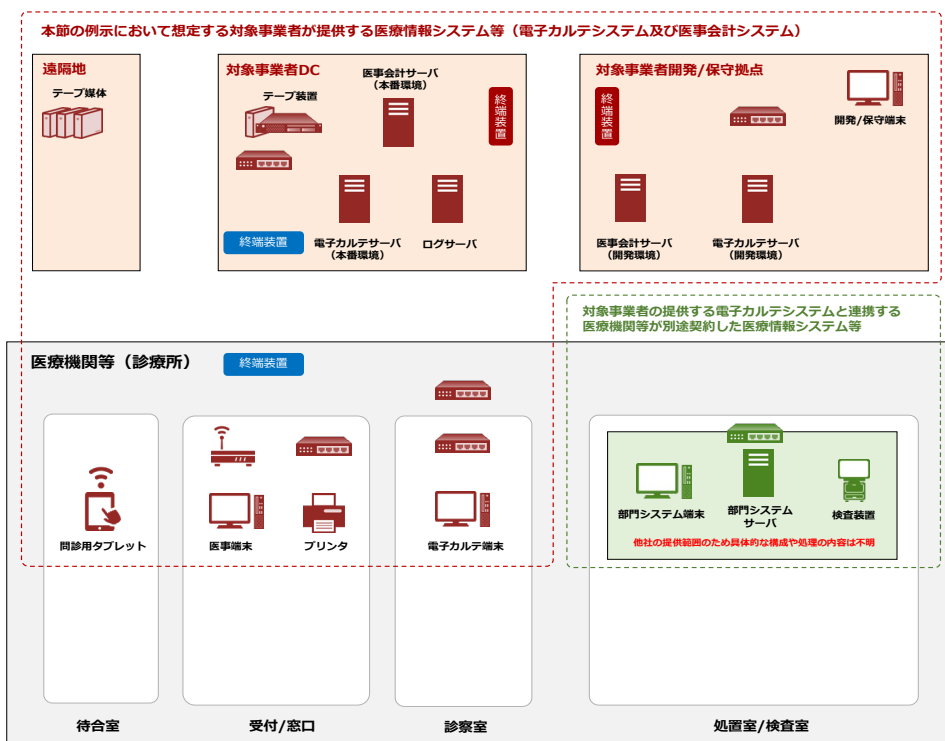 本節の例示において想定する対象事業者が提供する医療情報システム等（電子カルテシステム及び医事会計システム）
遠隔地
テープ媒体
対象事業者DC
医事会計サーバ
（本番環境）
テープ装置
終端装置
終端装置
電子カルテサーバ
（本番環境）
ログサーバ
対象事業者開発/保守拠点
終端装置
開発/保守端末
医事会計サーバ
（開発環境）
電子カルテサーバ
（開発環境）
対象事業者の提供する電子カルテシステムと連携する
医療機関等が別途契約した医療情報システム等
医療機関等（診療所）
終端装置
問診用タブレット
医事端末
プリンタ
電子カルテ端末
部門システム端末
部門システム
サーバ
検査装置
他社の提供範囲のため具体的な構成や処理の内容は不明
待合室
受付/窓口
診察室
処置室/検査室